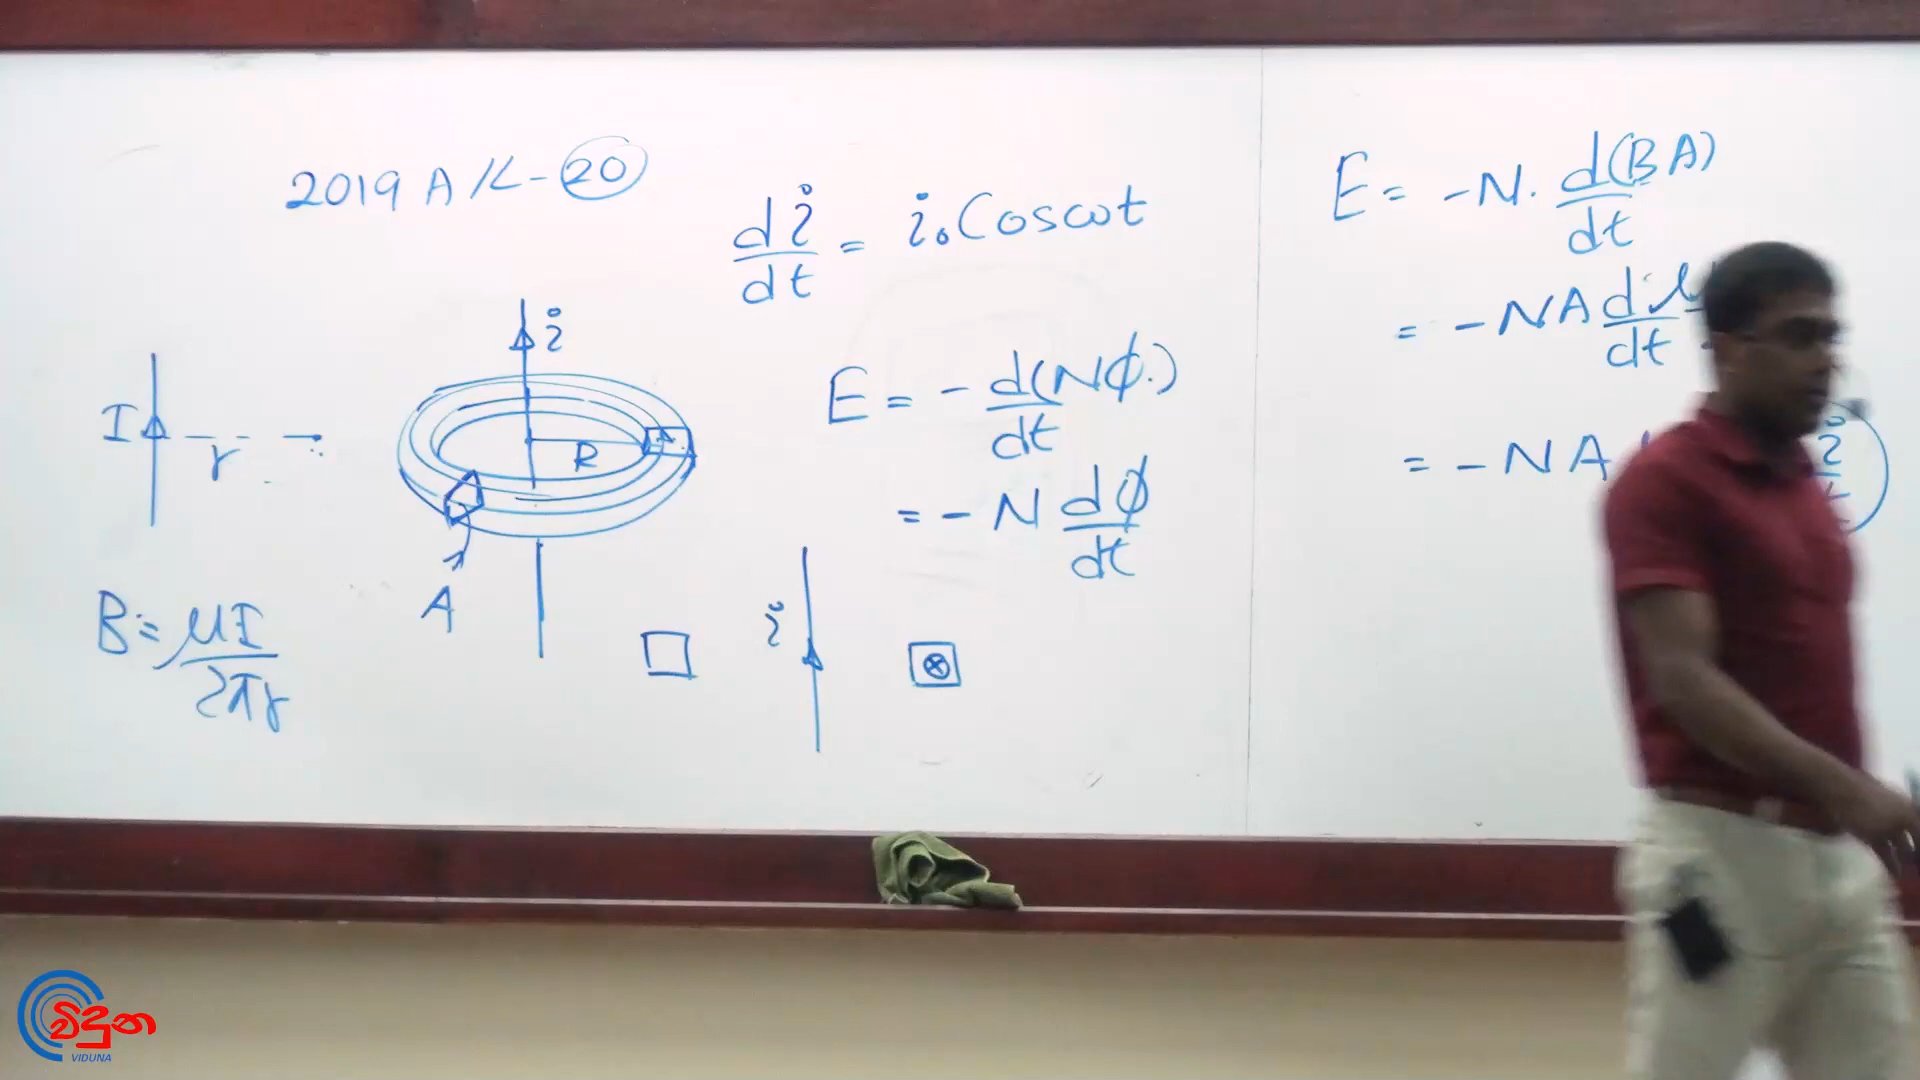 2019 A/L - 20
di/dt = i₀ Cos ωt
i
I
r
R
A
B = μI / 2πr
E = - d(Nφ) / dt
= - N dφ/dt
i
⊗
E = -N. d(BA) / dt
= - NA d
dt
= - NA
i
විදුන
VIDUNA